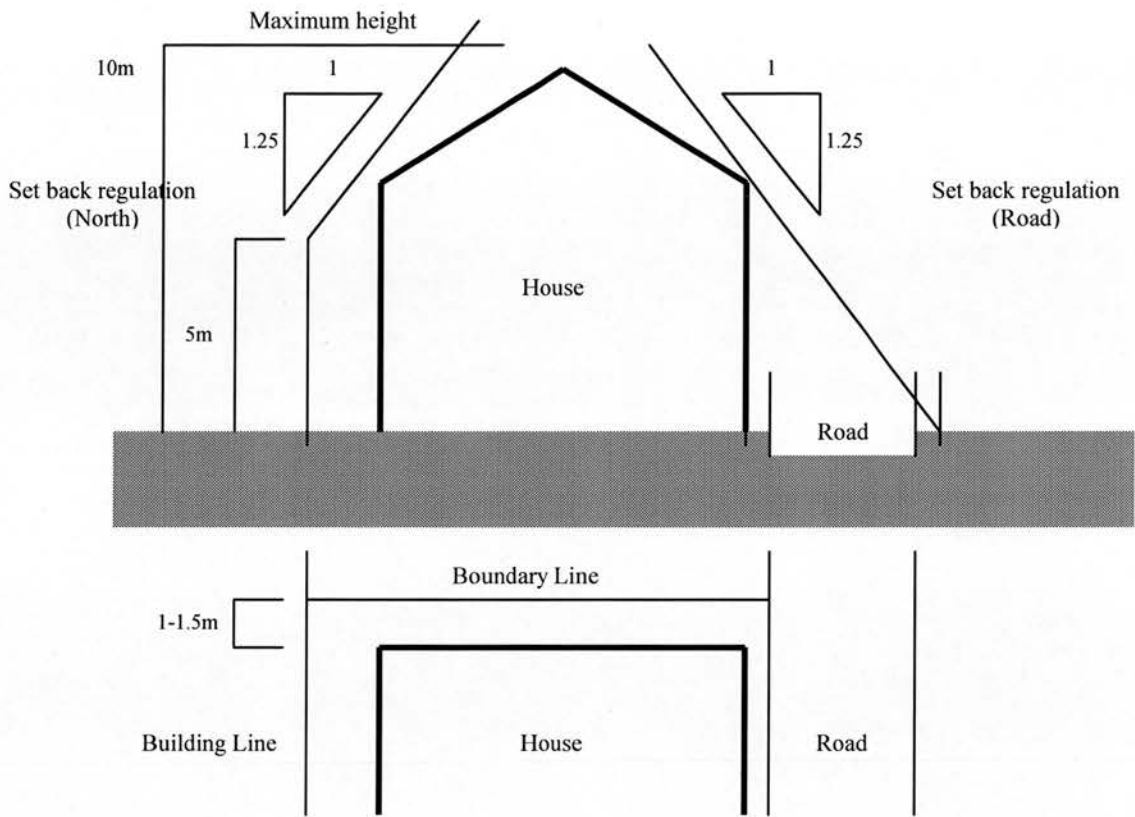 Maximum height
10m
1
1
1.25
1.25
Set back regulation
(North)
Set back regulation
(Road)
House
5m
Road
Boundary Line
1-1.5m
Building Line
House
Road